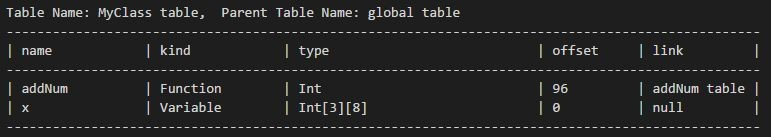 Table Name: MyClass table,  Parent Table Name: global table
----------------------------------------------------------------------------------------------------
| name            | kind            | type                          | offset     | link          |
----------------------------------------------------------------------------------------------------
| addNum          | Function        | Int                           | 96         | addNum table |
| x               | Variable        | Int[3][8]                     | 0          | null          |
----------------------------------------------------------------------------------------------------